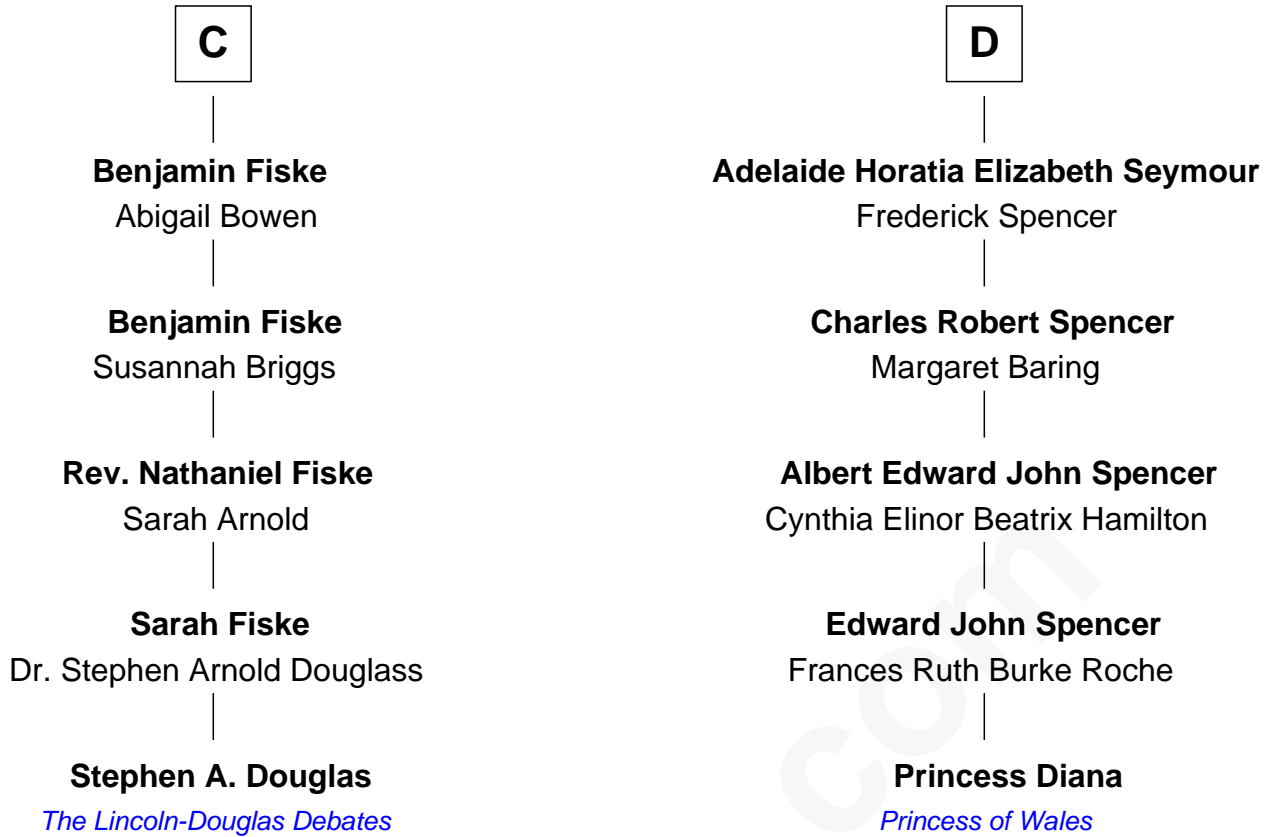 C
Benjamin Fiske
Abigail Bowen
Benjamin Fiske
Susannah Briggs
Rev. Nathaniel Fiske
Sarah Arnold
Sarah Fiske
Dr. Stephen Arnold Douglass
Stephen A. Douglas
The Lincoln-Douglas Debates
D
Adelaide Horatia Elizabeth Seymour
Frederick Spencer
Charles Robert Spencer
Margaret Baring
Albert Edward John Spencer
Cynthia Elinor Beatrix Hamilton
Edward John Spencer
Frances Ruth Burke Roche
Princess Diana
Princess of Wales
com